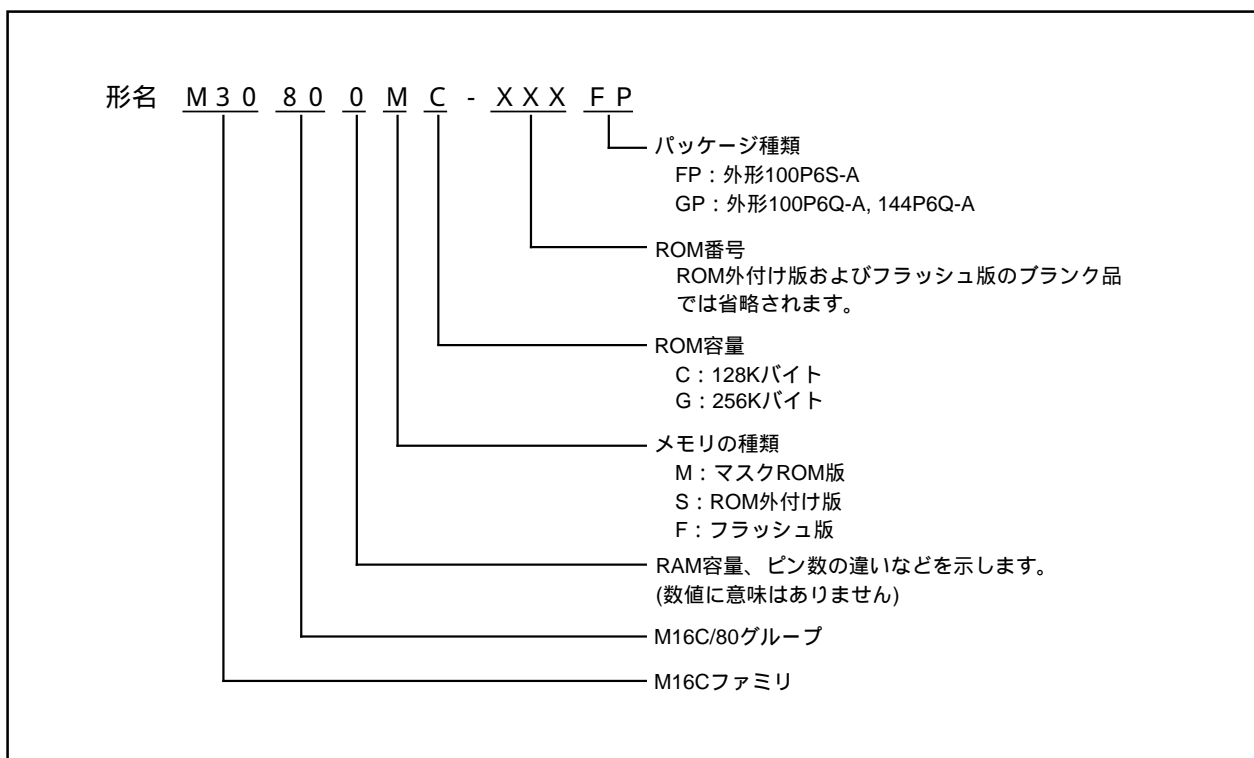 形名 M30 80 0 M C - XXX FP
パッケージ種類
FP：外形100P6S-A
GP：外形100P6Q-A, 144P6Q-A
ROM番号
ROM外付け版およびフラッシュ版のブランク品
では省略されます。
ROM容量
C：128Kバイト
G：256Kバイト
メモリの種類
M：マスクROM版
S：ROM外付け版
F：フラッシュ版
RAM容量、ピン数の違いなどを示します。
(数値に意味はありません)
M16C/80グループ
M16Cファミリ